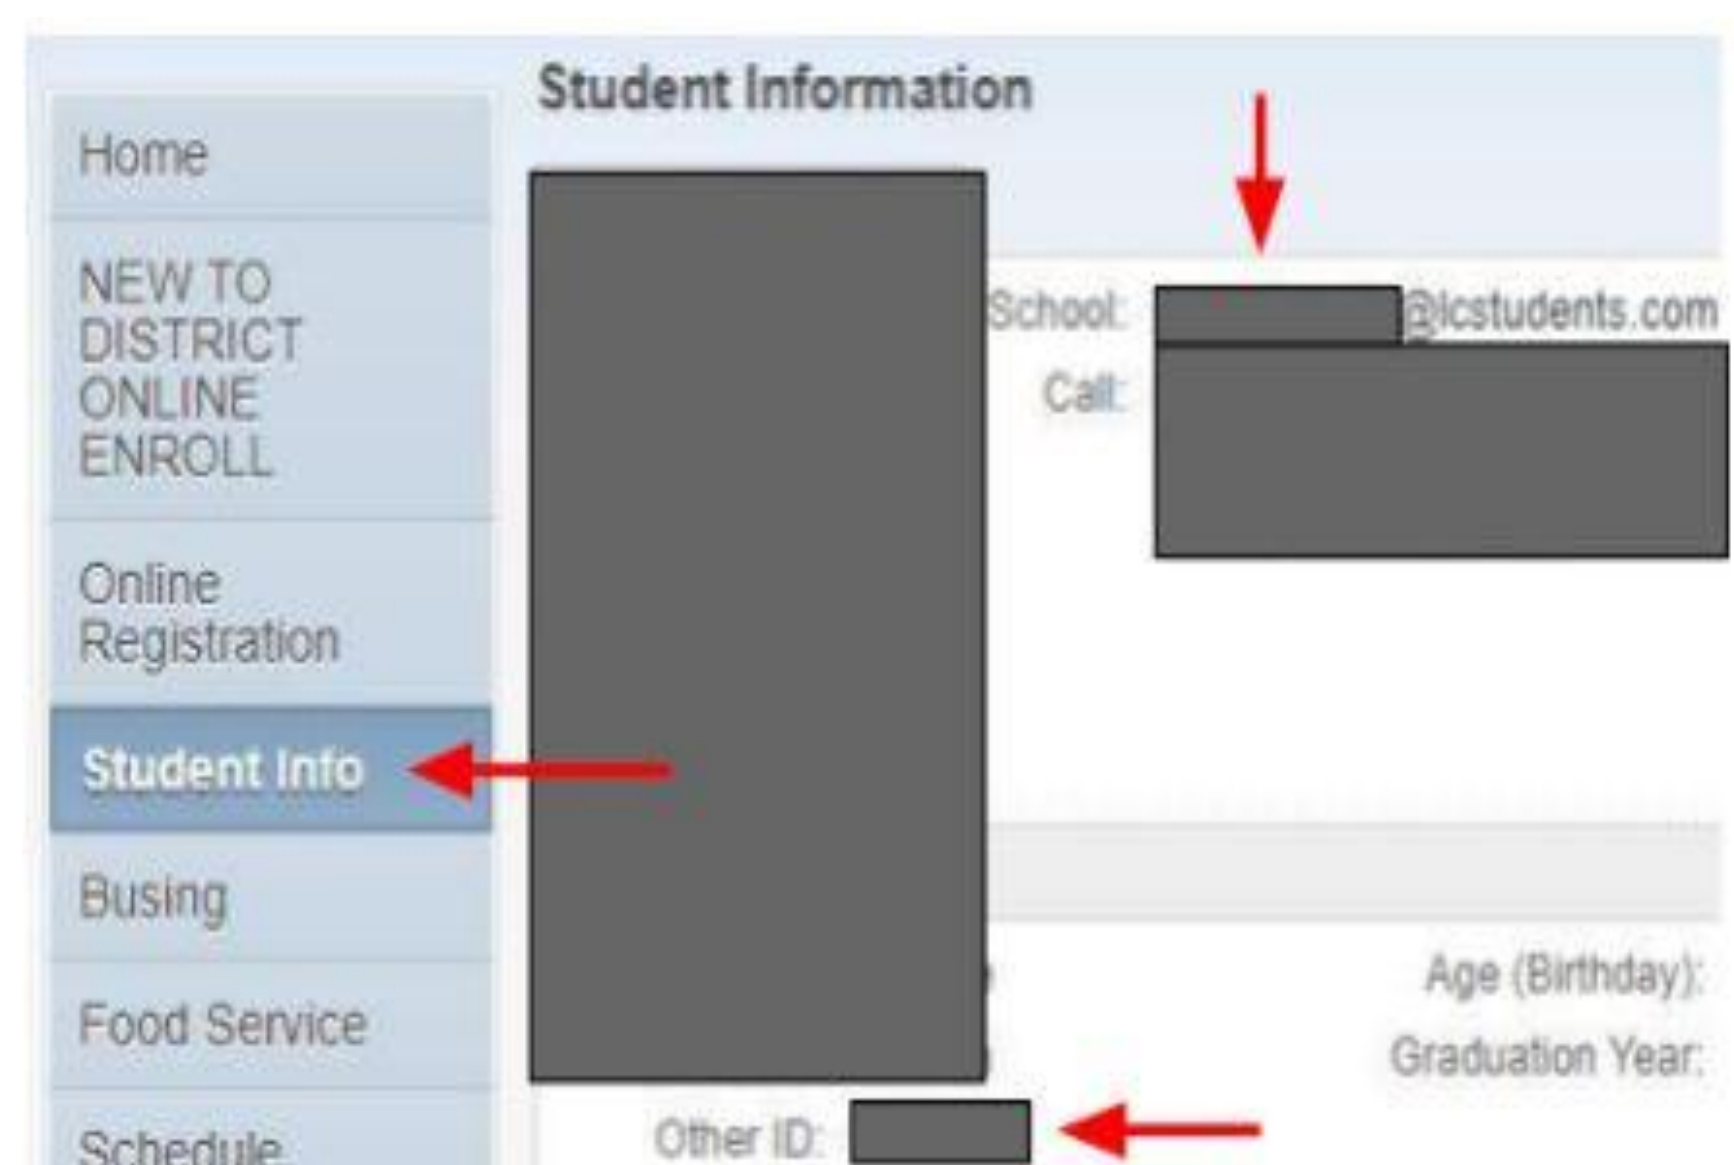 Student Information
Home
NEW TO
DISTRICT
ONLINE
ENROLL
Online
Registration
Student Info
Busing
Food Service
Schedule
School: @lcstudents.com
Call:
Age (Birthday):
Graduation Year:
Other ID: